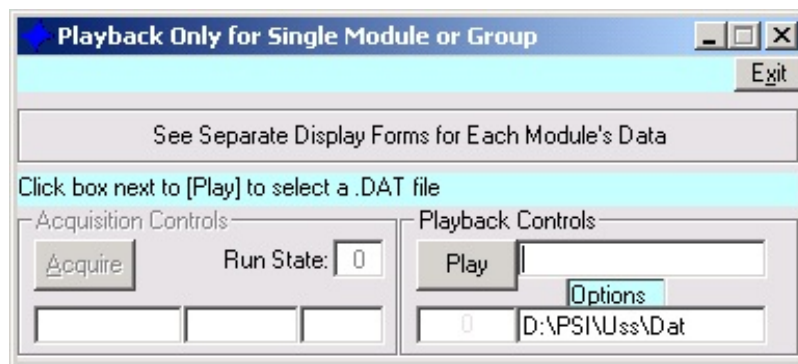 Playback Only for Single Module or Group
Exit
See Separate Display Forms for Each Module's Data
Click box next to [Play] to select a .DAT file
Acquisition Controls
Acquire
Run State: 0
Playback Controls
Play
Options
0
D:\PSI\Uss\Dat